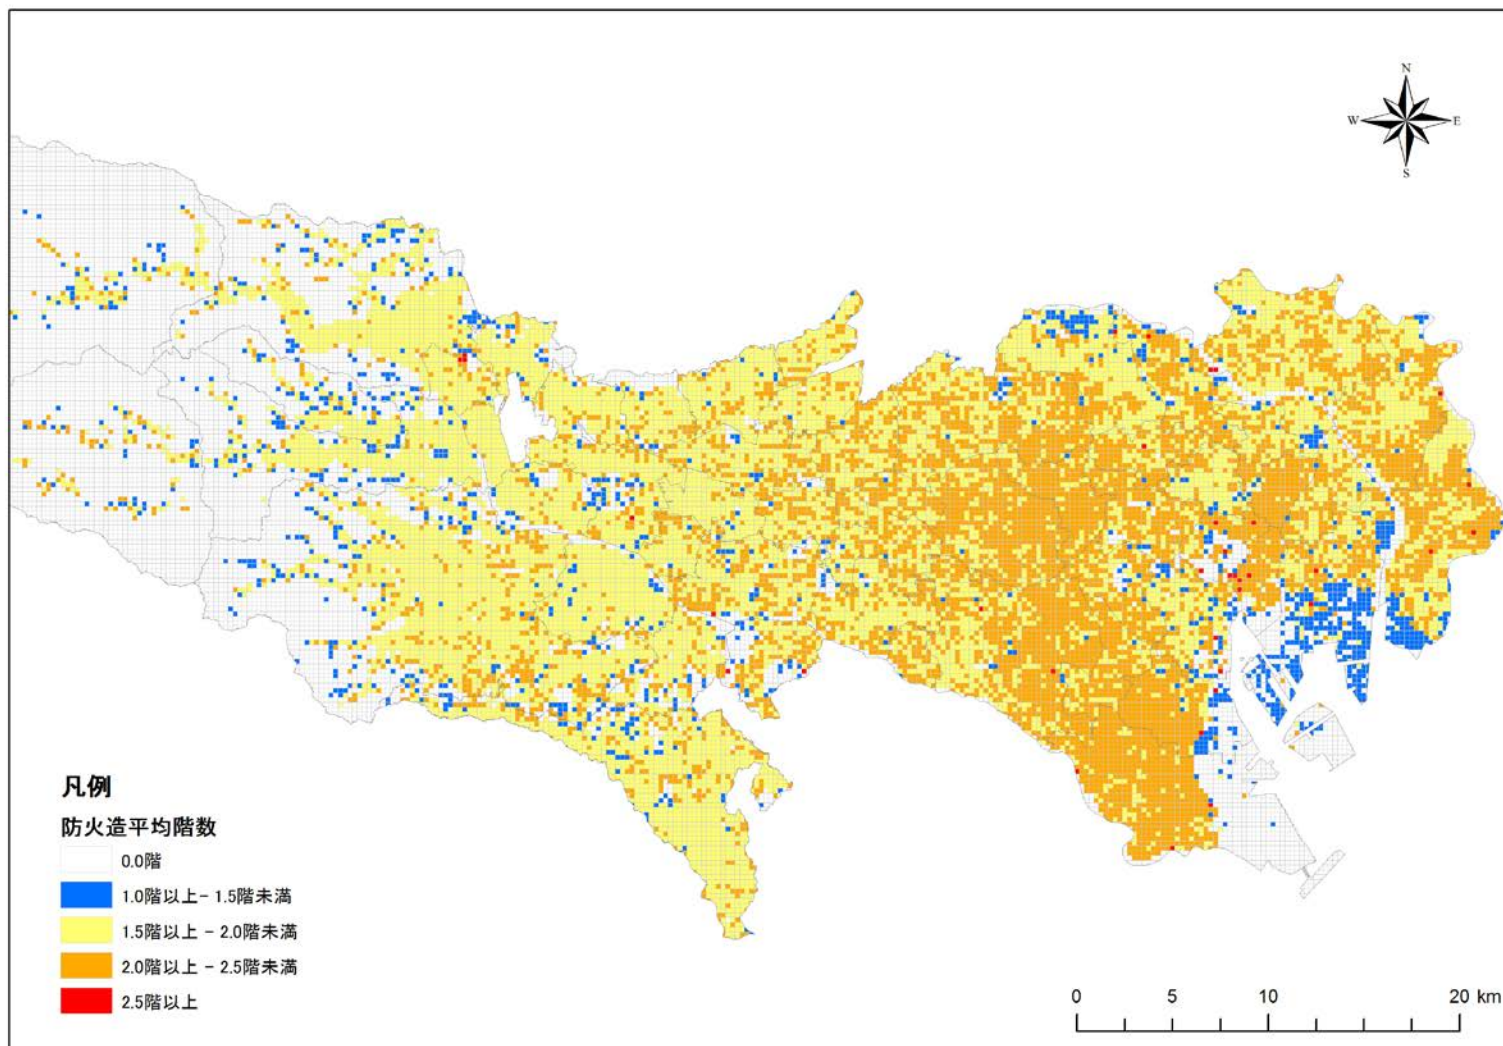 N
W E
S
凡例
防火造平均階数
0.0階
1.0階以上- 1.5階未満
1.5階以上 - 2.0階未満
2.0階以上 - 2.5階未満
2.5階以上
0 5 10 20 km